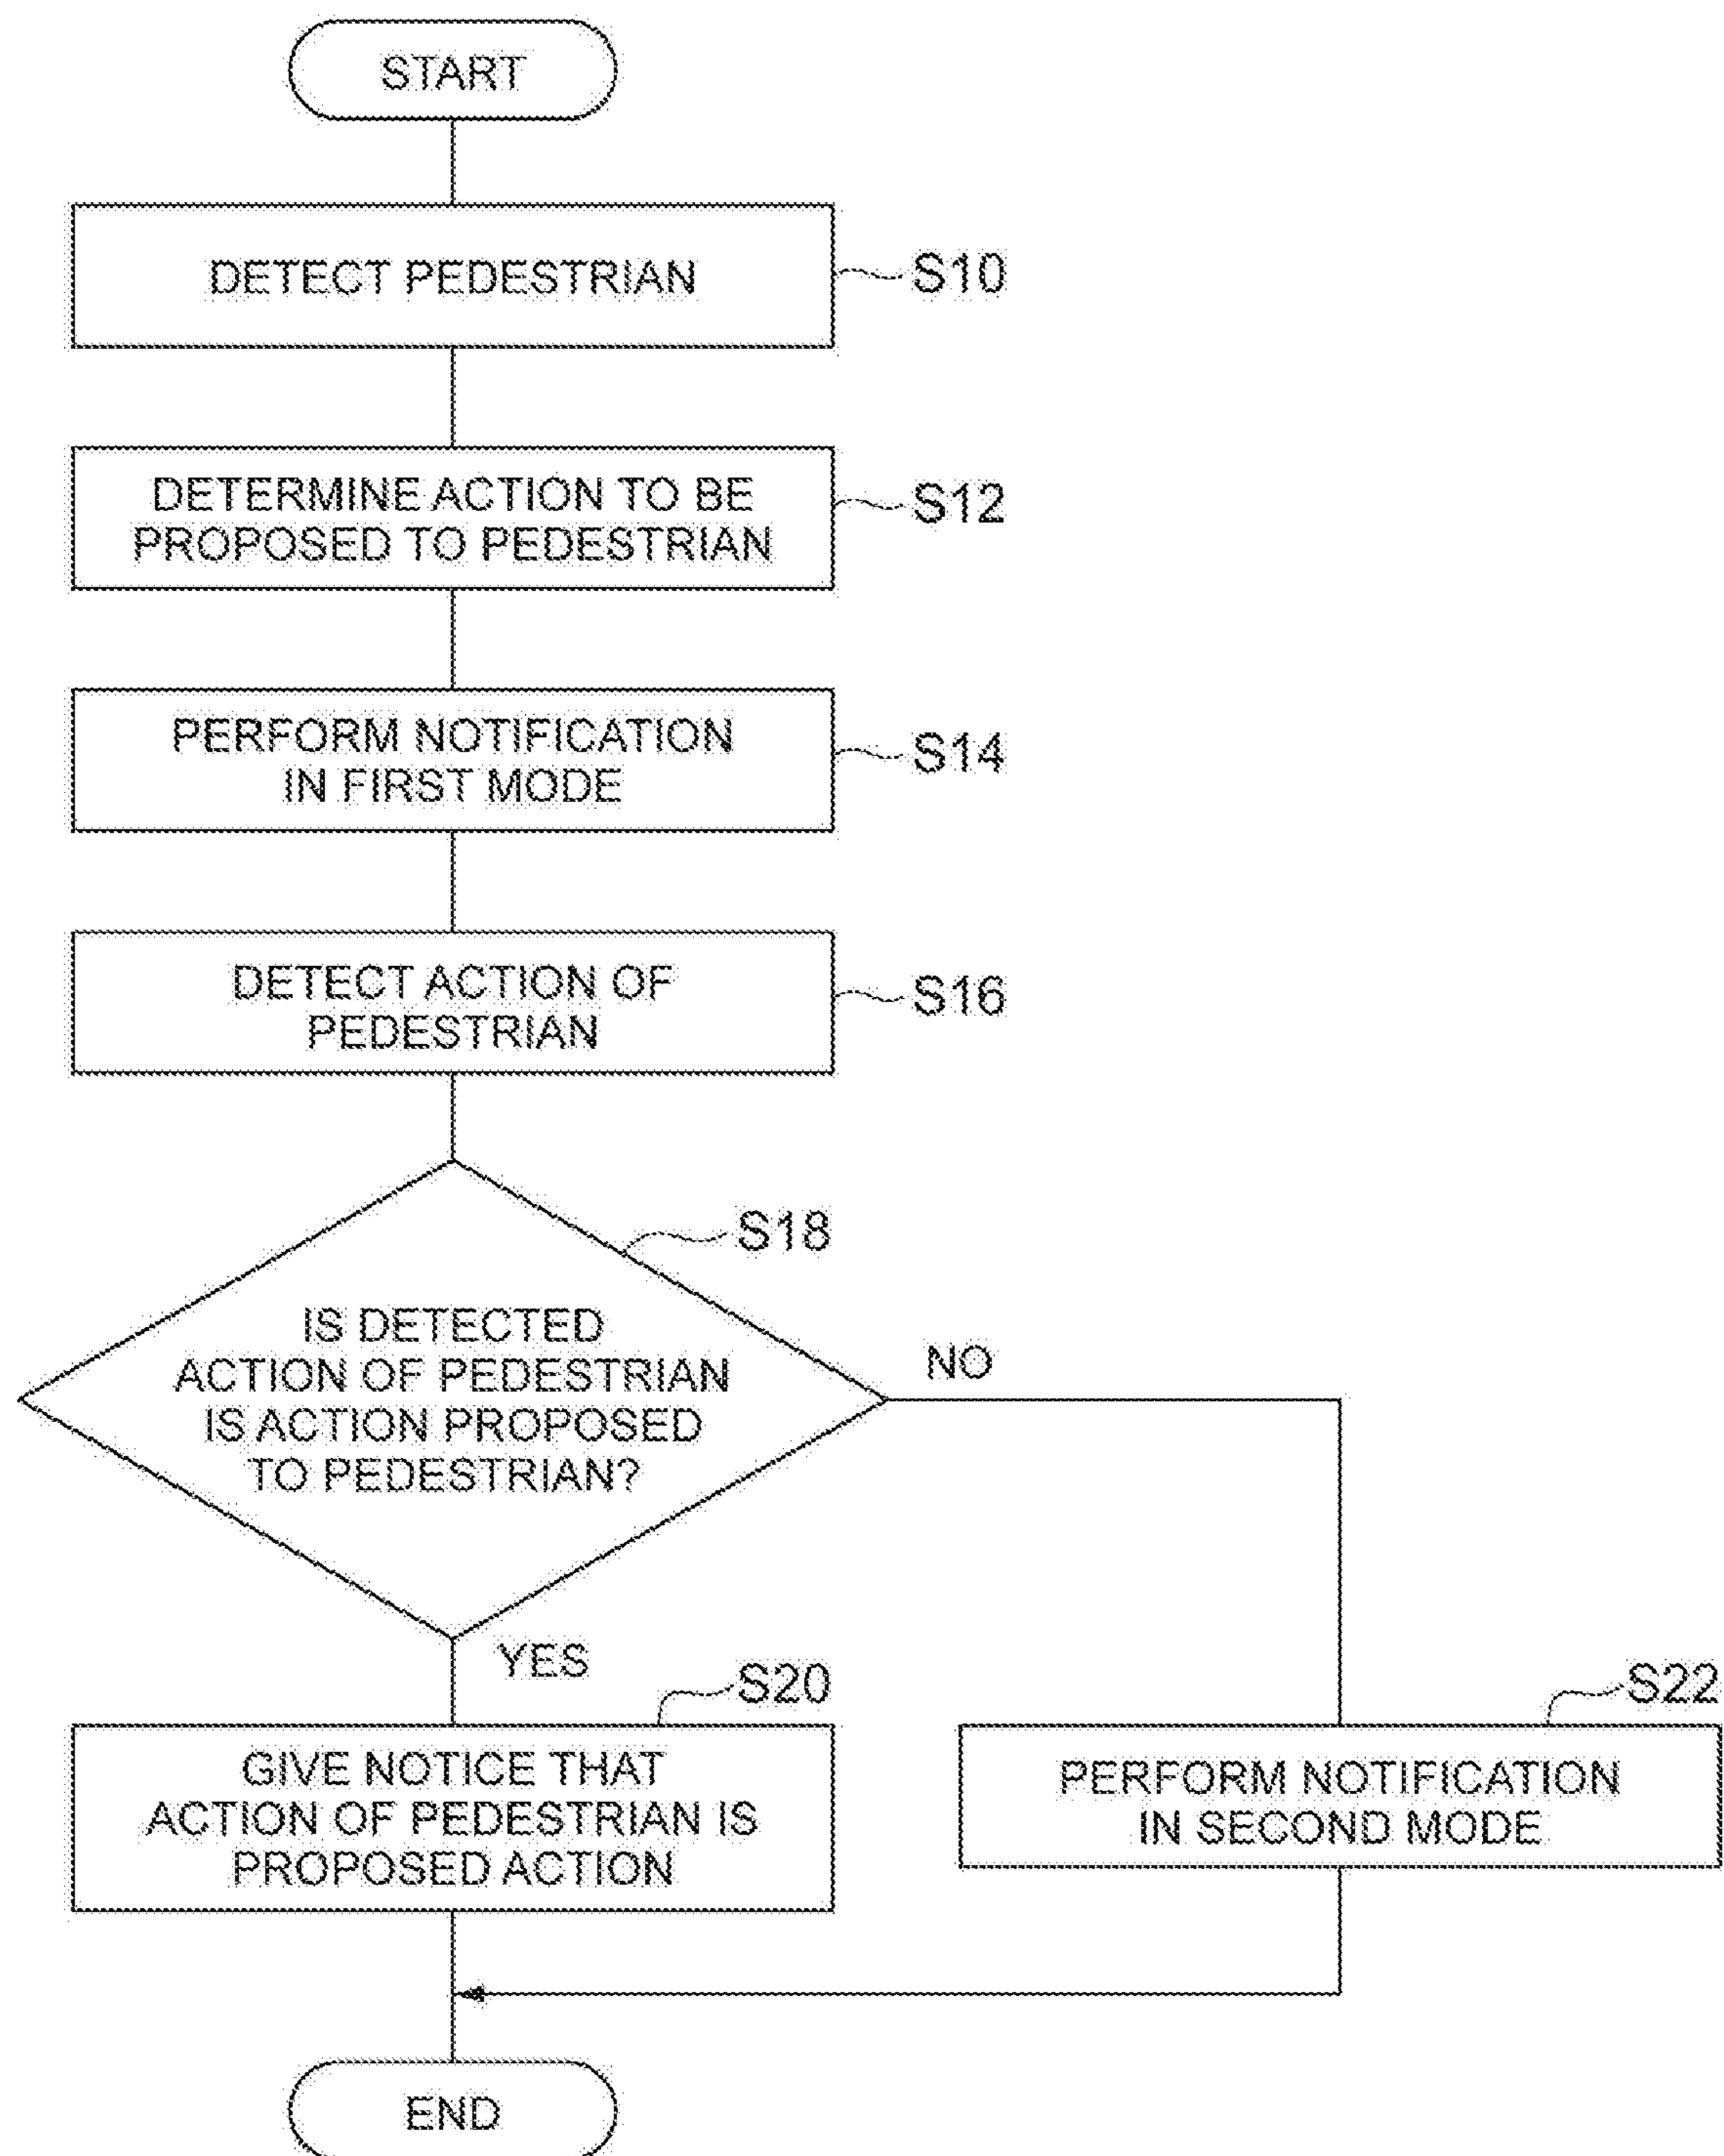 START
DETECT PEDESTRIAN
S10
DETERMINE ACTION TO BE
PROPOSED TO PEDESTRIAN
S12
PERFORM NOTIFICATION
IN FIRST MODE
S14
DETECT ACTION OF
PEDESTRIAN
S16
S18
IS DETECTED
ACTION OF PEDESTRIAN
IS ACTION PROPOSED
TO PEDESTRIAN?
NO
YES
S20
GIVE NOTICE THAT
ACTION OF PEDESTRIAN IS
PROPOSED ACTION
S22
PERFORM NOTIFICATION
IN SECOND MODE
END